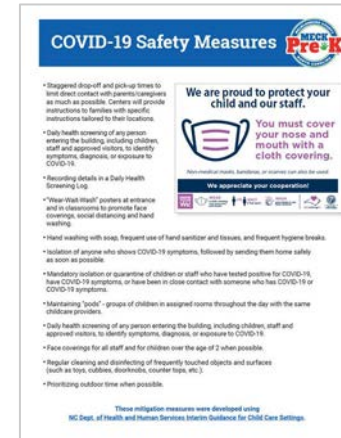 COVID-19 Safety Measures
MECK
Pre-K
• Staggered drop-off and pick-up times to
limit direct contact with parents/caregivers
as much as possible. Centers will provide
instructions to families with specific
instructions tailored to their locations.
• Daily health screening of any person
entering the building, including children,
staff and approved visitors, to identify
symptoms, diagnosis, or exposure to
COVID-19.
• Recording details in a Daily Health
Screening Log.
• "Wear-Wait-Wash" posters at entrance
and in classrooms to promote face
coverings, social distancing and hand
washing.
We are proud to protect your
child and our staff.
You must cover
your nose and
mouth with a
cloth covering.
Non-medical masks, bandanas, or scarves can also be used.
We appreciate your cooperation!
• Hand washing with soap, frequent use of hand sanitizer and tissues, and frequent hygiene breaks.
• Isolation of anyone who shows COVID-19 symptoms, followed by sending them home safely
as soon as possible.
• Mandatory isolation or quarantine of children or staff who have tested positive for COVID-19,
have COVID-19 symptoms, or have been in close contact with someone who has COVID-19 or
COVID-19 symptoms.
• Maintaining "pods" - groups of children in assigned rooms throughout the day with the same
childcare providers.
• Daily health screening of any person entering the building, including children, staff and
approved visitors, to identify symptoms, diagnosis, or exposure to COVID-19.
• Face coverings for all staff and for children over the age of 2 when possible.
• Regular cleaning and disinfecting of frequently touched objects and surfaces
(such as toys, cubbies, doorknobs, counter tops, etc.).
• Prioritizing outdoor time when possible.
These mitigation measures were developed using
NC Dept. of Health and Human Services Interim Guidance for Child Care Settings.